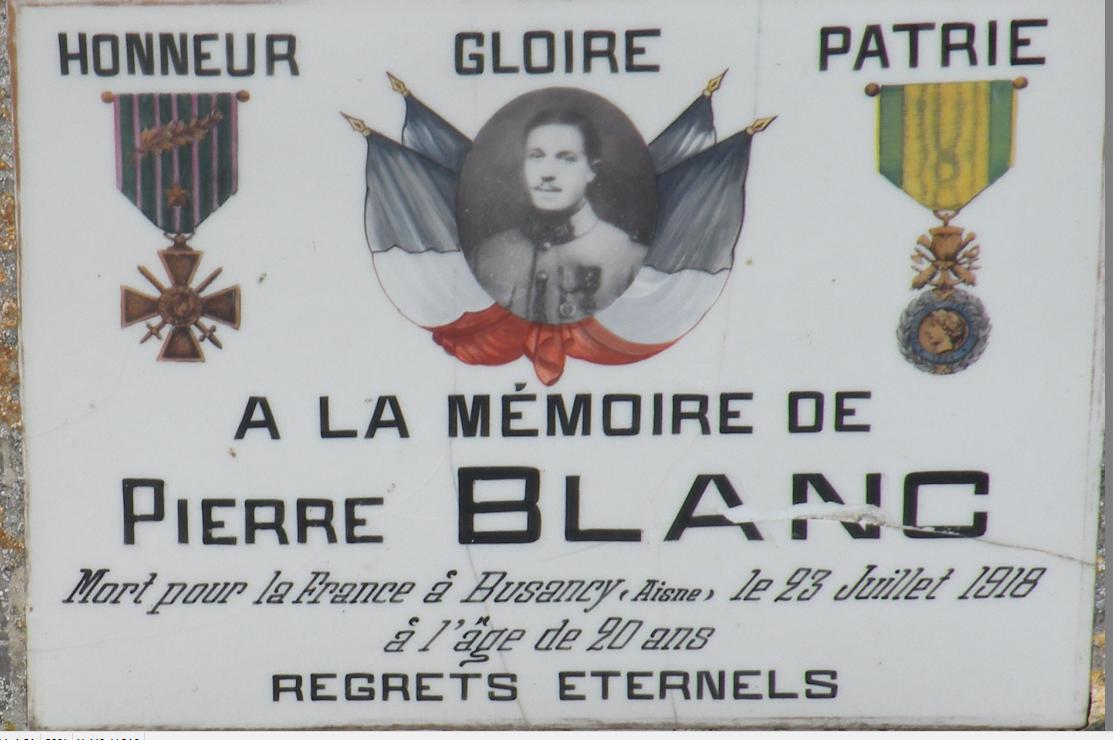 HONNEUR GLOIRE PATRIE
A LA MÉMOIRE DE
PIERRE BLANC
Mort pour la France à Busancy (Aisne) le 23 Juillet 1918
à l'âge de 20 ans
REGRETS ETERNELS